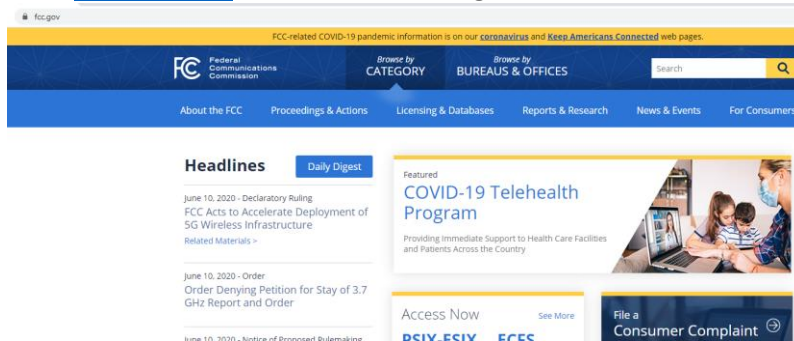 fcc.gov
FCC-related COVID-19 pandemic information is on our coronavirus and Keep Americans Connected web pages.
FC Federal
Communications
Commission
Browse by
CATEGORY
Browse by
BUREAUS & OFFICES
Search
About the FCC Proceedings & Actions Licensing & Databases Reports & Research News & Events For Consumers
Headlines
Daily Digest
June 10, 2020 - Declaratory Ruling
FCC Acts to Accelerate Deployment of
5G Wireless Infrastructure
Related Materials >
June 10, 2020 - Order
Order Denying Petition for Stay of 3.7
GHz Report and Order
June 10, 2020 - Notice of Proposed Rulemaking
Featured
COVID-19 Telehealth
Program
Providing Immediate Support to Health Care Facilities
and Patients Across the Country
Access Now
See More
PSIX-ESIX
ECFS
File a
Consumer Complaint